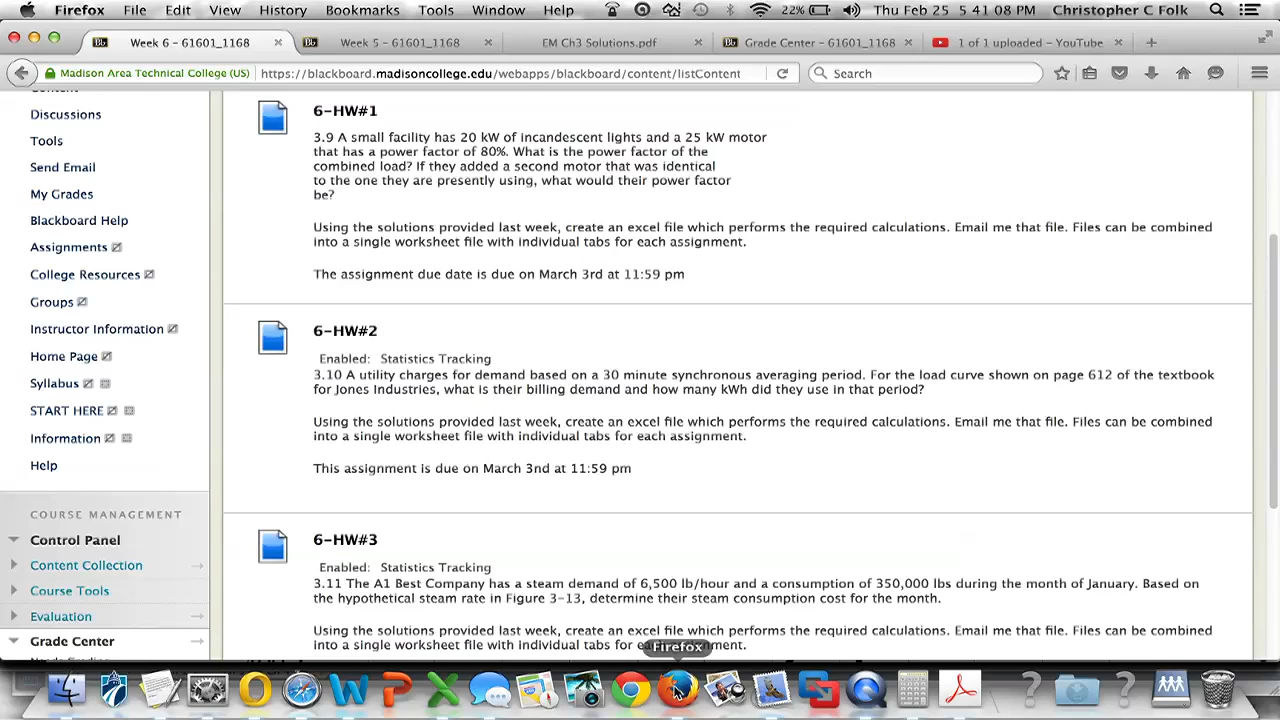 Firefox File Edit View History Bookmarks Tools Window Help 22% Thu Feb 25 5:41:08 PM Christopher C Folk
Bb Week 6 – 61601_1168 Bb Week 5 – 61601_1168 EM Ch3 Solutions.pdf Bb Grade Center – 61601_1168 1 of 1 uploaded – YouTube
Madison Area Technical College (US) https://blackboard.madisoncollege.edu/webapps/blackboard/content/listContent Search
Content
Discussions
Tools
Send Email
My Grades
Blackboard Help
Assignments
College Resources
Groups
Instructor Information
Home Page
Syllabus
START HERE
Information
Help
COURSE MANAGEMENT
Control Panel
Content Collection
Course Tools
Evaluation
Grade Center
6-HW#1
3.9 A small facility has 20 kW of incandescent lights and a 25 kW motor
that has a power factor of 80%. What is the power factor of the
combined load? If they added a second motor that was identical
to the one they are presently using, what would their power factor
be?
Using the solutions provided last week, create an excel file which performs the required calculations. Email me that file. Files can be combined
into a single worksheet file with individual tabs for each assignment.
The assignment due date is due on March 3rd at 11:59 pm
6-HW#2
Enabled: Statistics Tracking
3.10 A utility charges for demand based on a 30 minute synchronous averaging period. For the load curve shown on page 612 of the textbook
for Jones Industries, what is their billing demand and how many kWh did they use in that period?
Using the solutions provided last week, create an excel file which performs the required calculations. Email me that file. Files can be combined
into a single worksheet file with individual tabs for each assignment.
This assignment is due on March 3nd at 11:59 pm
6-HW#3
Enabled: Statistics Tracking
3.11 The A1 Best Company has a steam demand of 6,500 lb/hour and a consumption of 350,000 lbs during the month of January. Based on
the hypothetical steam rate in Figure 3-13, determine their steam consumption cost for the month.
Using the solutions provided last week, create an excel file which performs the required calculations. Email me that file. Files can be combined
into a single worksheet file with individual tabs for
Firefox